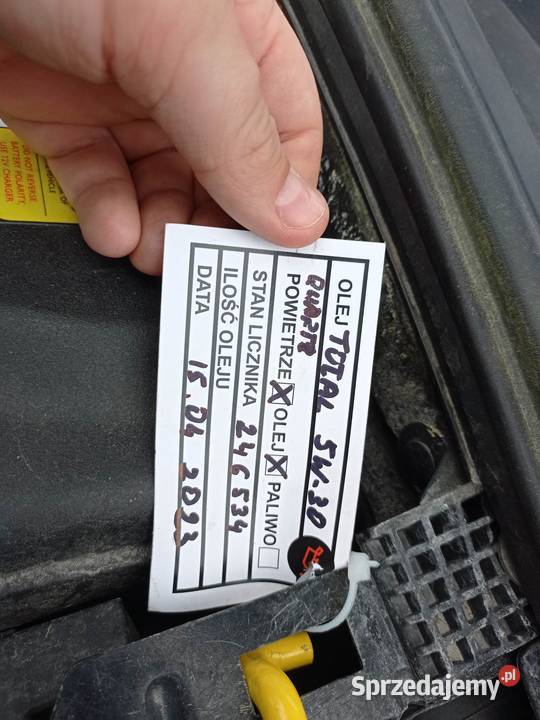 DO NOT REVERSE
BATTERY POLARITY,
USE 12V CHARGER
VEHICLE
OLEJ TOTAL 5W-30
QUARTZ
POWIETRZE X OLEJ X PALIWO
STAN LICZNIKA 246534
ILOŚĆ OLEJU
DATA 15.04 2023
Sprzedajemy.pl